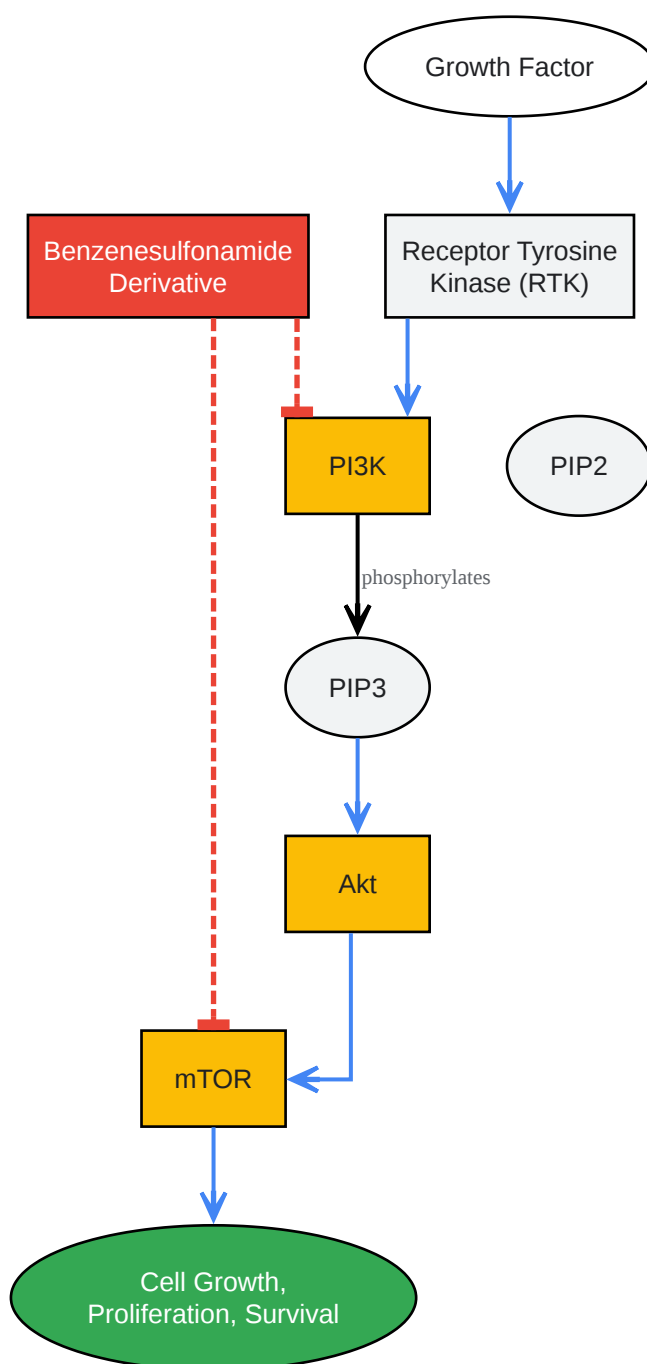 Growth Factor
Benzenesulfonamide
Derivative
Receptor Tyrosine
Kinase (RTK)
PI3K
PIP2
phosphorylates
PIP3
Akt
mTOR
Cell Growth,
Proliferation, Survival